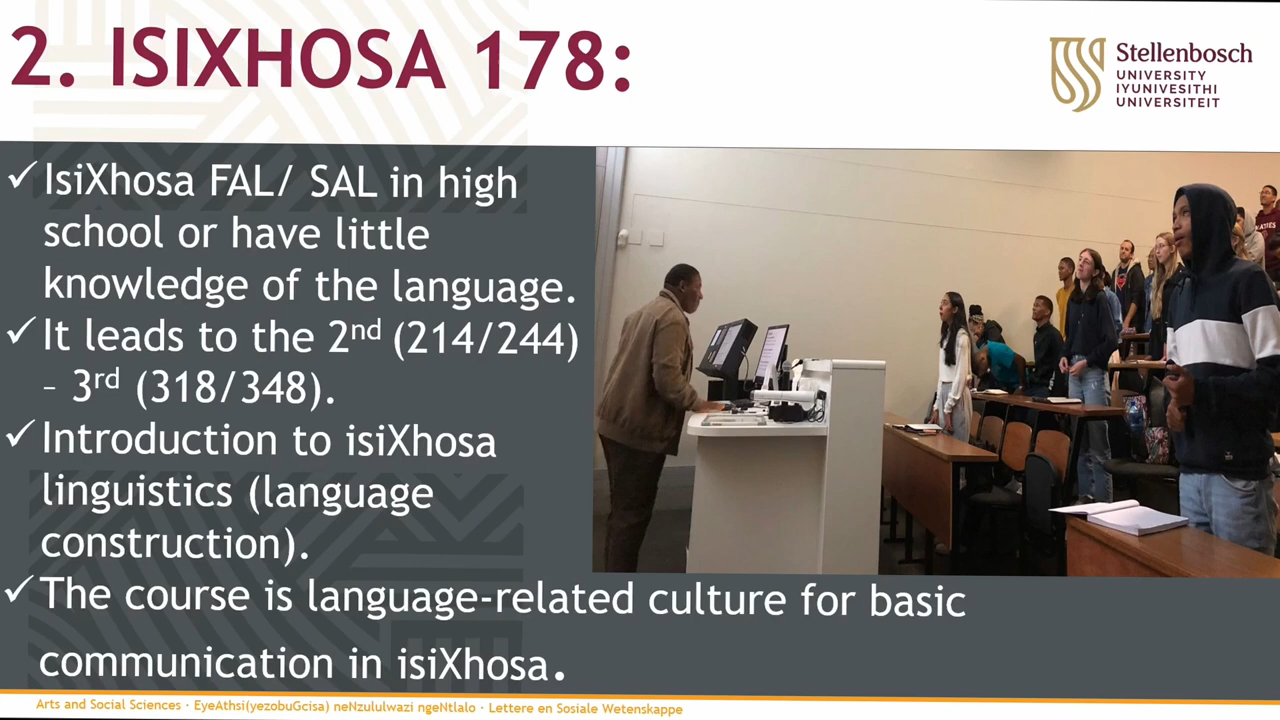 2. ISIXHOSA 178:
Stellenbosch
UNIVERSITY
IYUNIVESITHI
UNIVERSITEIT
✓IsiXhosa FAL/ SAL in high
school or have little
knowledge of the language.
✓It leads to the 2nd (214/244)
– 3rd (318/348).
✓Introduction to isiXhosa
linguistics (language
construction).
✓The course is language-related culture for basic
communication in isiXhosa.
Arts and Social Sciences · EyeAthsi(yezobuGcisa) neNzululwazi ngeNtlalo · Lettere en Sosiale Wetenskappe